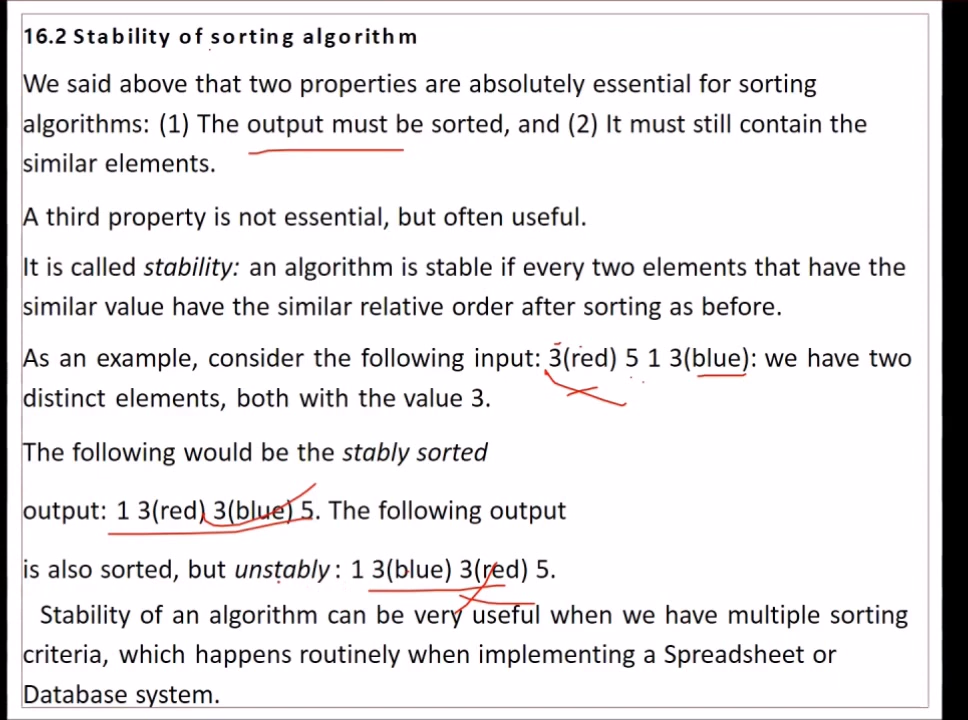 16.2 Stability of sorting algorithm
We said above that two properties are absolutely essential for sorting
algorithms: (1) The output must be sorted, and (2) It must still contain the
similar elements.
A third property is not essential, but often useful.
It is called stability: an algorithm is stable if every two elements that have the
similar value have the similar relative order after sorting as before.
As an example, consider the following input: 3(red) 5 1 3(blue): we have two
distinct elements, both with the value 3.
The following would be the stably sorted
output: 1 3(red) 3(blue) 5. The following output
is also sorted, but unstably: 1 3(blue) 3(red) 5.
Stability of an algorithm can be very useful when we have multiple sorting
criteria, which happens routinely when implementing a Spreadsheet or
Database system.